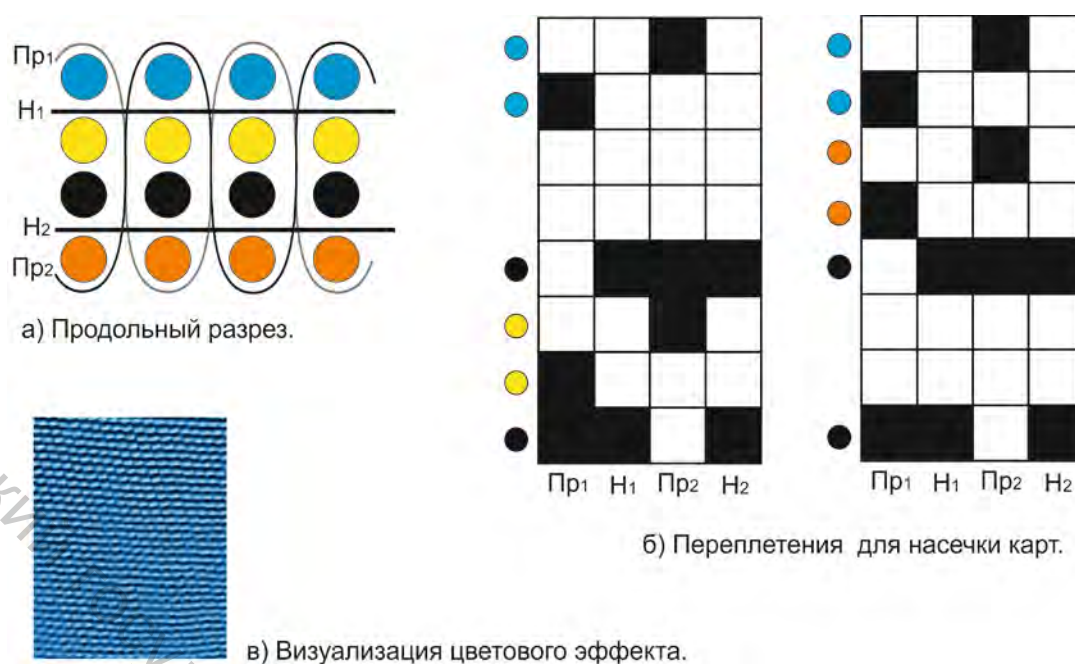 Пр1
Н1
Н2
Пр2
а) Продольный разрез.
Пр1 Н1 Пр2 Н2
Пр1 Н1 Пр2 Н2
б) Переплетения для насечки карт.
в) Визуализация цветового эффекта.